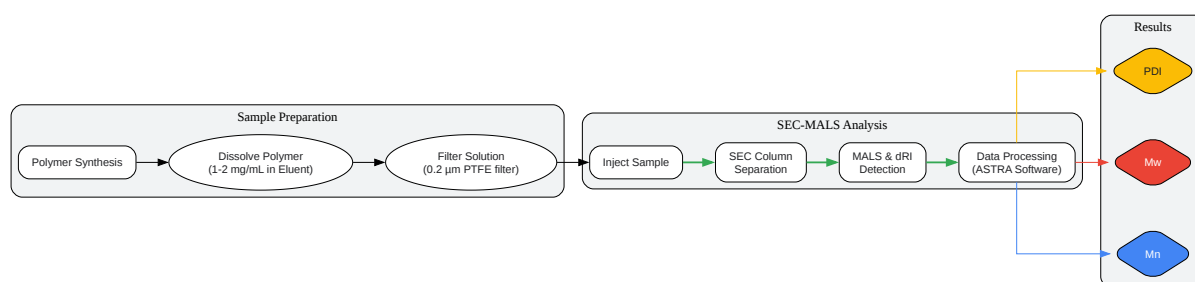 Sample Preparation
Polymer Synthesis
Dissolve Polymer
(1-2 mg/mL in Eluent)
Filter Solution
(0.2 µm PTFE filter)
SEC-MALS Analysis
Inject Sample
SEC Column
Separation
MALS & dRI
Detection
Data Processing
(ASTRA Software)
Results
PDI
Mw
Mn